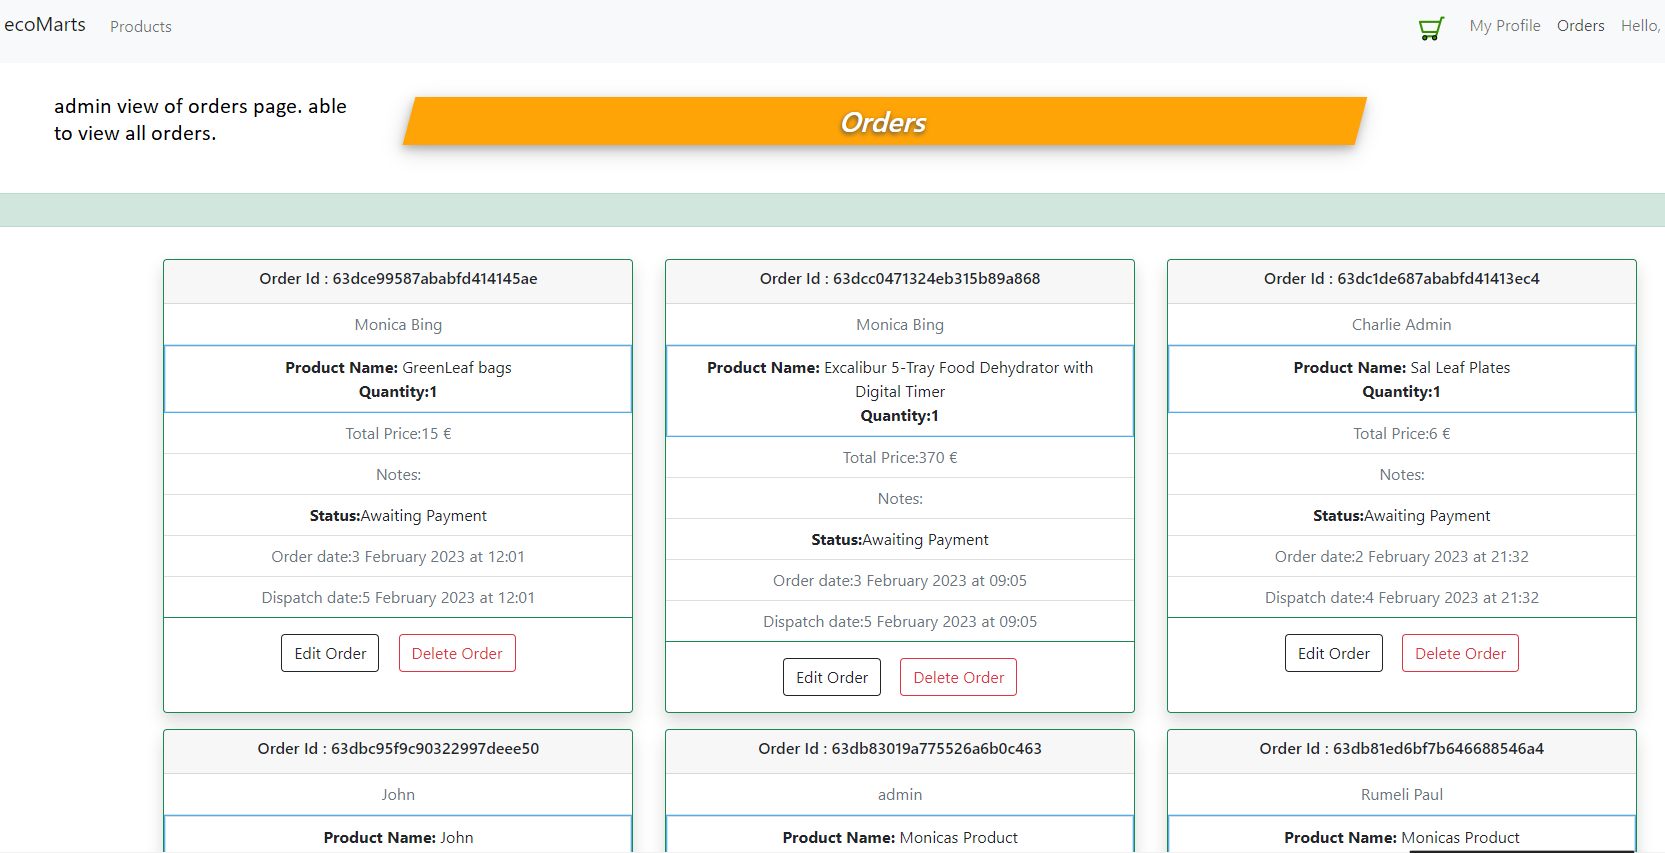 ecoMarts Products My Profile Orders Hello,
admin view of orders page. able
to view all orders.
Orders
Order Id : 63dce99587ababfd414145ae
Monica Bing
Product Name: GreenLeaf bags
Quantity:1
Total Price:15 €
Notes:
Status:Awaiting Payment
Order date:3 February 2023 at 12:01
Dispatch date:5 February 2023 at 12:01
Edit Order Delete Order
Order Id : 63dcc0471324eb315b89a868
Monica Bing
Product Name: Excalibur 5-Tray Food Dehydrator with
Digital Timer
Quantity:1
Total Price:370 €
Notes:
Status:Awaiting Payment
Order date:3 February 2023 at 09:05
Dispatch date:5 February 2023 at 09:05
Edit Order Delete Order
Order Id : 63dc1de687ababfd41413ec4
Charlie Admin
Product Name: Sal Leaf Plates
Quantity:1
Total Price:6 €
Notes:
Status:Awaiting Payment
Order date:2 February 2023 at 21:32
Dispatch date:4 February 2023 at 21:32
Edit Order Delete Order
Order Id : 63dbc95f9c90322997deee50
John
Product Name: John
Order Id : 63db83019a775526a6b0c463
admin
Product Name: Monicas Product
Order Id : 63db81ed6bf7b646688546a4
Rumeli Paul
Product Name: Monicas Product